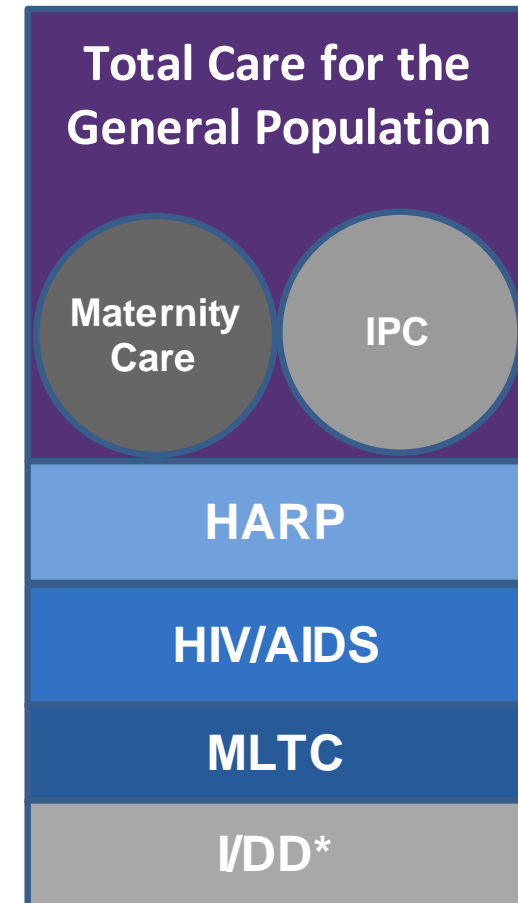 Total Care for the
General Population
Maternity
Care
IPC
HARP
HIV/AIDS
MLTC
I/DD*